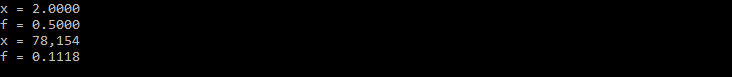 x = 2.0000
f = 0.5000
x = 78,154
f = 0.1118